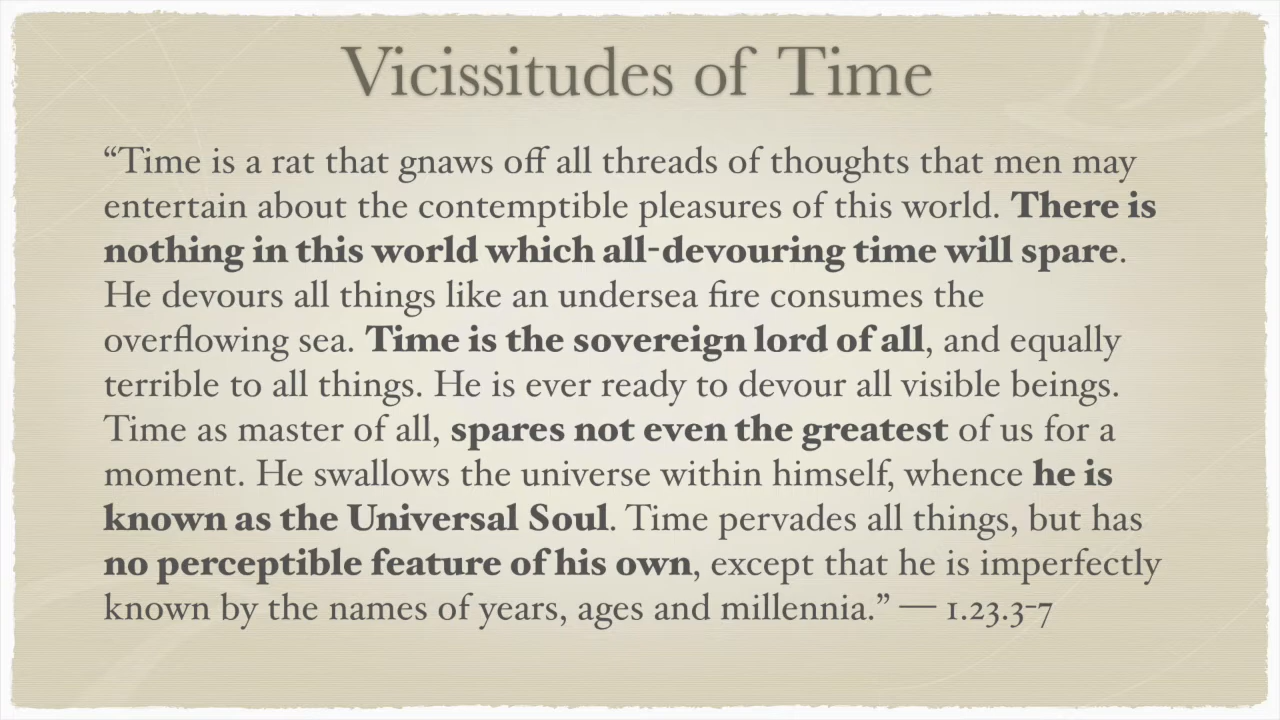 Vicissitudes of Time
“Time is a rat that gnaws off all threads of thoughts that men may
entertain about the contemptible pleasures of this world. There is
nothing in this world which all-devouring time will spare.
He devours all things like an undersea fire consumes the
overflowing sea. Time is the sovereign lord of all, and equally
terrible to all things. He is ever ready to devour all visible beings.
Time as master of all, spares not even the greatest of us for a
moment. He swallows the universe within himself, whence he is
known as the Universal Soul. Time pervades all things, but has
no perceptible feature of his own, except that he is imperfectly
known by the names of years, ages and millennia.” — 1.23.3-7